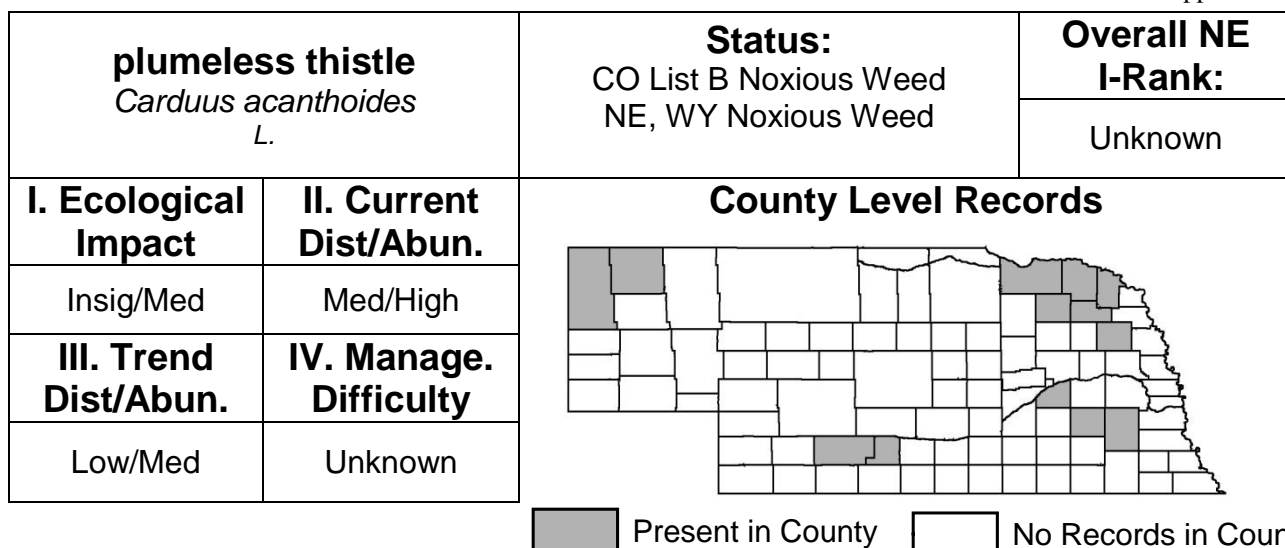 plumeless thistle
Carduus acanthoides
L.
Status:
CO List B Noxious Weed
NE, WY Noxious Weed
Overall NE
I-Rank:
Unknown
I. Ecological
Impact
II. Current
Dist/Abun.
Insig/Med
Med/High
III. Trend
Dist/Abun.
IV. Manage.
Difficulty
Low/Med
Unknown
County Level Records
Present in County
No Records in Coun